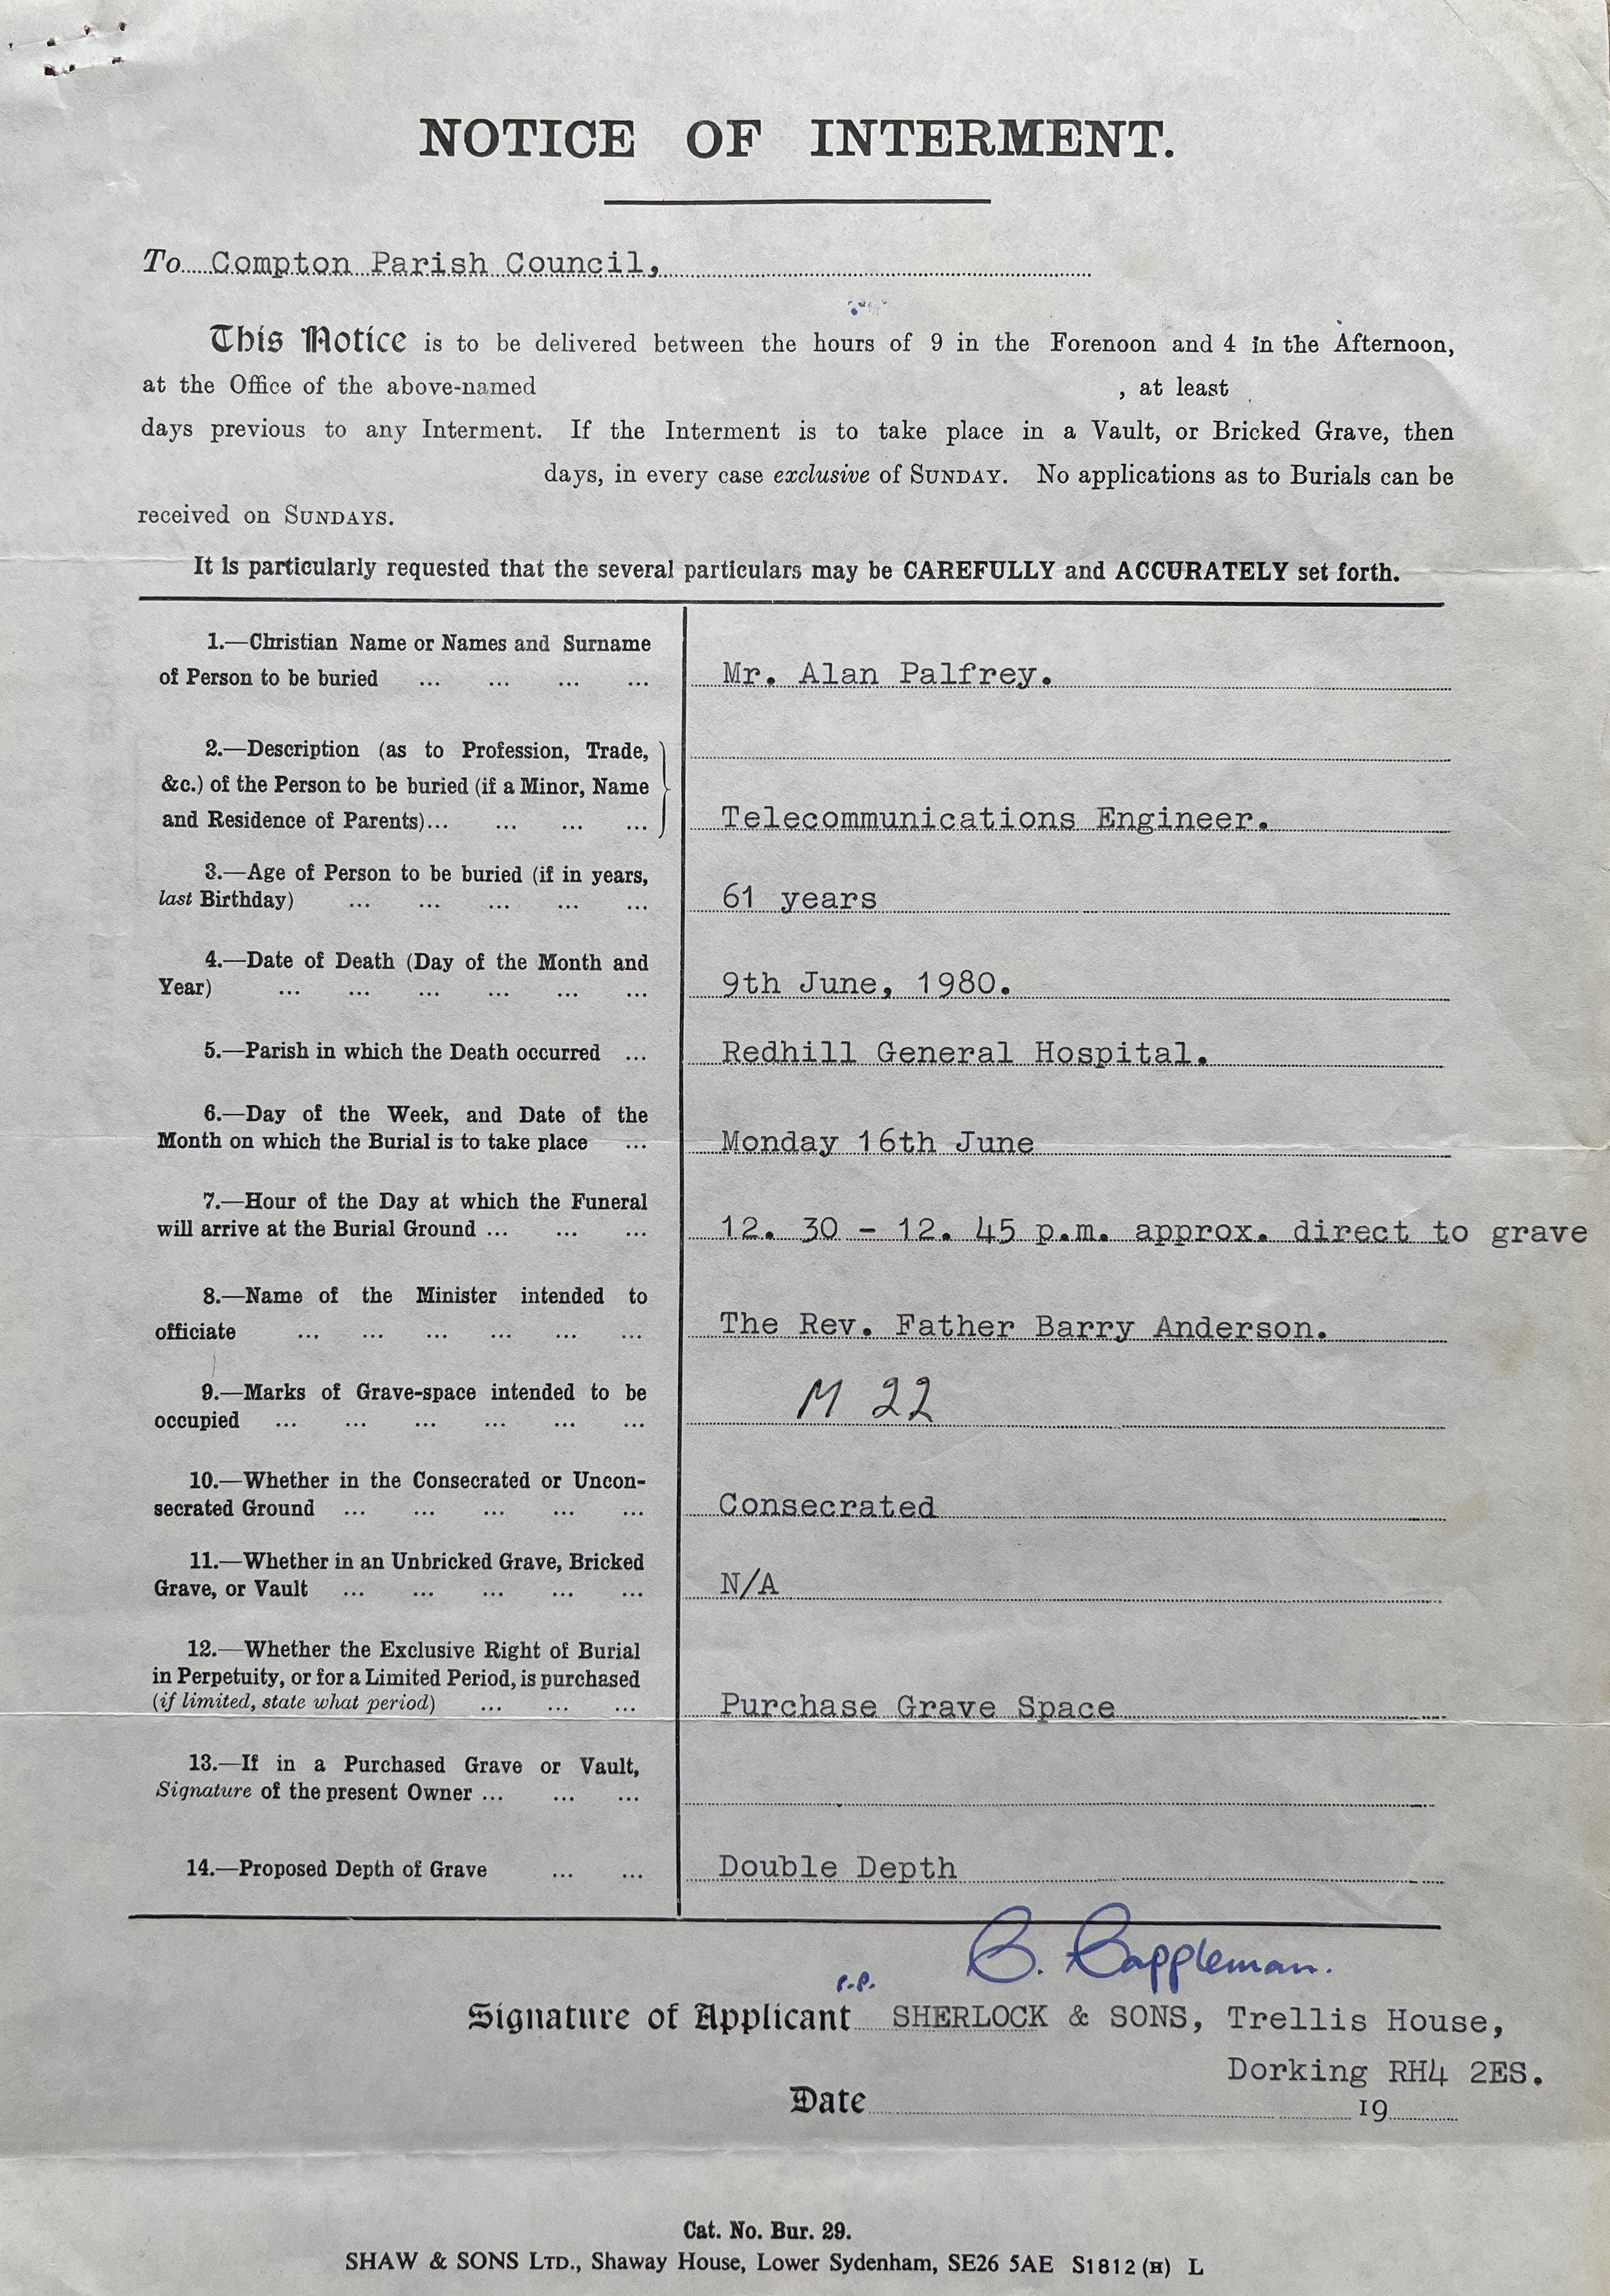 NOTICE OF INTERMENT.
To Compton Parish Council,
This Notice is to be delivered between the hours of 9 in the Forenoon and 4 in the Afternoon,
at the Office of the above-named , at least
days previous to any Interment. If the Interment is to take place in a Vault, or Bricked Grave, then
days, in every case exclusive of SUNDAY. No applications as to Burials can be
received on SUNDAYS.
It is particularly requested that the several particulars may be CAREFULLY and ACCURATELY set forth.
1.—Christian Name or Names and Surname
of Person to be buried ... ... ... ... Mr. Alan Palfrey.
2.—Description (as to Profession, Trade,
&c.) of the Person to be buried (if a Minor, Name
and Residence of Parents)... ... ... ... Telecommunications Engineer.
3.—Age of Person to be buried (if in years,
last Birthday) ... ... ... ... ... 61 years
4.—Date of Death (Day of the Month and
Year) ... ... ... ... ... ... 9th June, 1980.
5.—Parish in which the Death occurred ... Redhill General Hospital.
6.—Day of the Week, and Date of the
Month on which the Burial is to take place ... Monday 16th June
7.—Hour of the Day at which the Funeral
will arrive at the Burial Ground ... ... ... 12. 30 - 12. 45 p.m. approx. direct to grave
8.—Name of the Minister intended to
officiate ... ... ... ... ... ... The Rev. Father Barry Anderson.
9.—Marks of Grave-space intended to be
occupied ... ... ... ... ... ... M 22
10.—Whether in the Consecrated or Uncon-
secrated Ground ... ... ... ... ... Consecrated
11.—Whether in an Unbricked Grave, Bricked
Grave, or Vault ... ... ... ... ... N/A
12.—Whether the Exclusive Right of Burial
in Perpetuity, or for a Limited Period, is purchased
(if limited, state what period) ... ... ... Purchase Grave Space
13.—If in a Purchased Grave or Vault,
Signature of the present Owner ... ... ...
14.—Proposed Depth of Grave ... ... Double Depth
p.p. B. Bappleman.
Signature of Applicant SHERLOCK & SONS, Trellis House,
Dorking RH4 2ES.
Date 19
Cat. No. Bur. 29.
SHAW & SONS LTD., Shaway House, Lower Sydenham, SE26 5AE S1812 (H) L